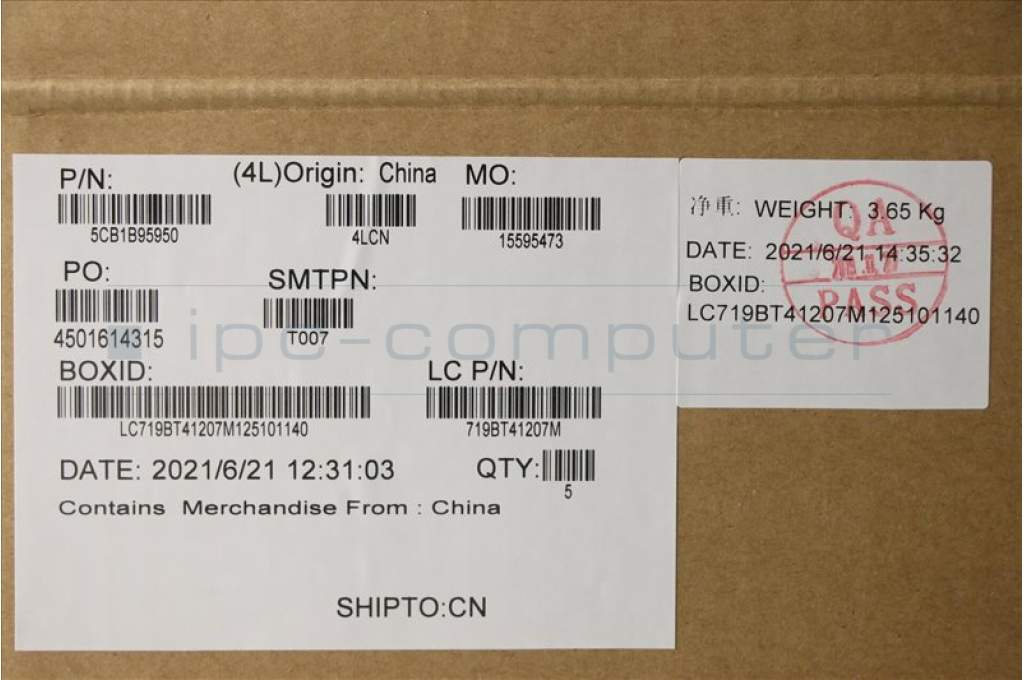 P/N:
5CB1B95950
(4L)Origin: China
4LCN
MO:
15595473
PO:
4501614315
SMTPN:
T007
BOXID:
LC719BT41207M125101140
LC P/N:
719BT41207M
DATE: 2021/6/21 12:31:03
QTY:
5
Contains Merchandise From : China
SHIPTO:CN
净重: WEIGHT: 3.65 Kg
DATE: 2021/6/21 14:35:32
BOXID:
LC719BT41207M125101140
QA
PASS
ipc-computer